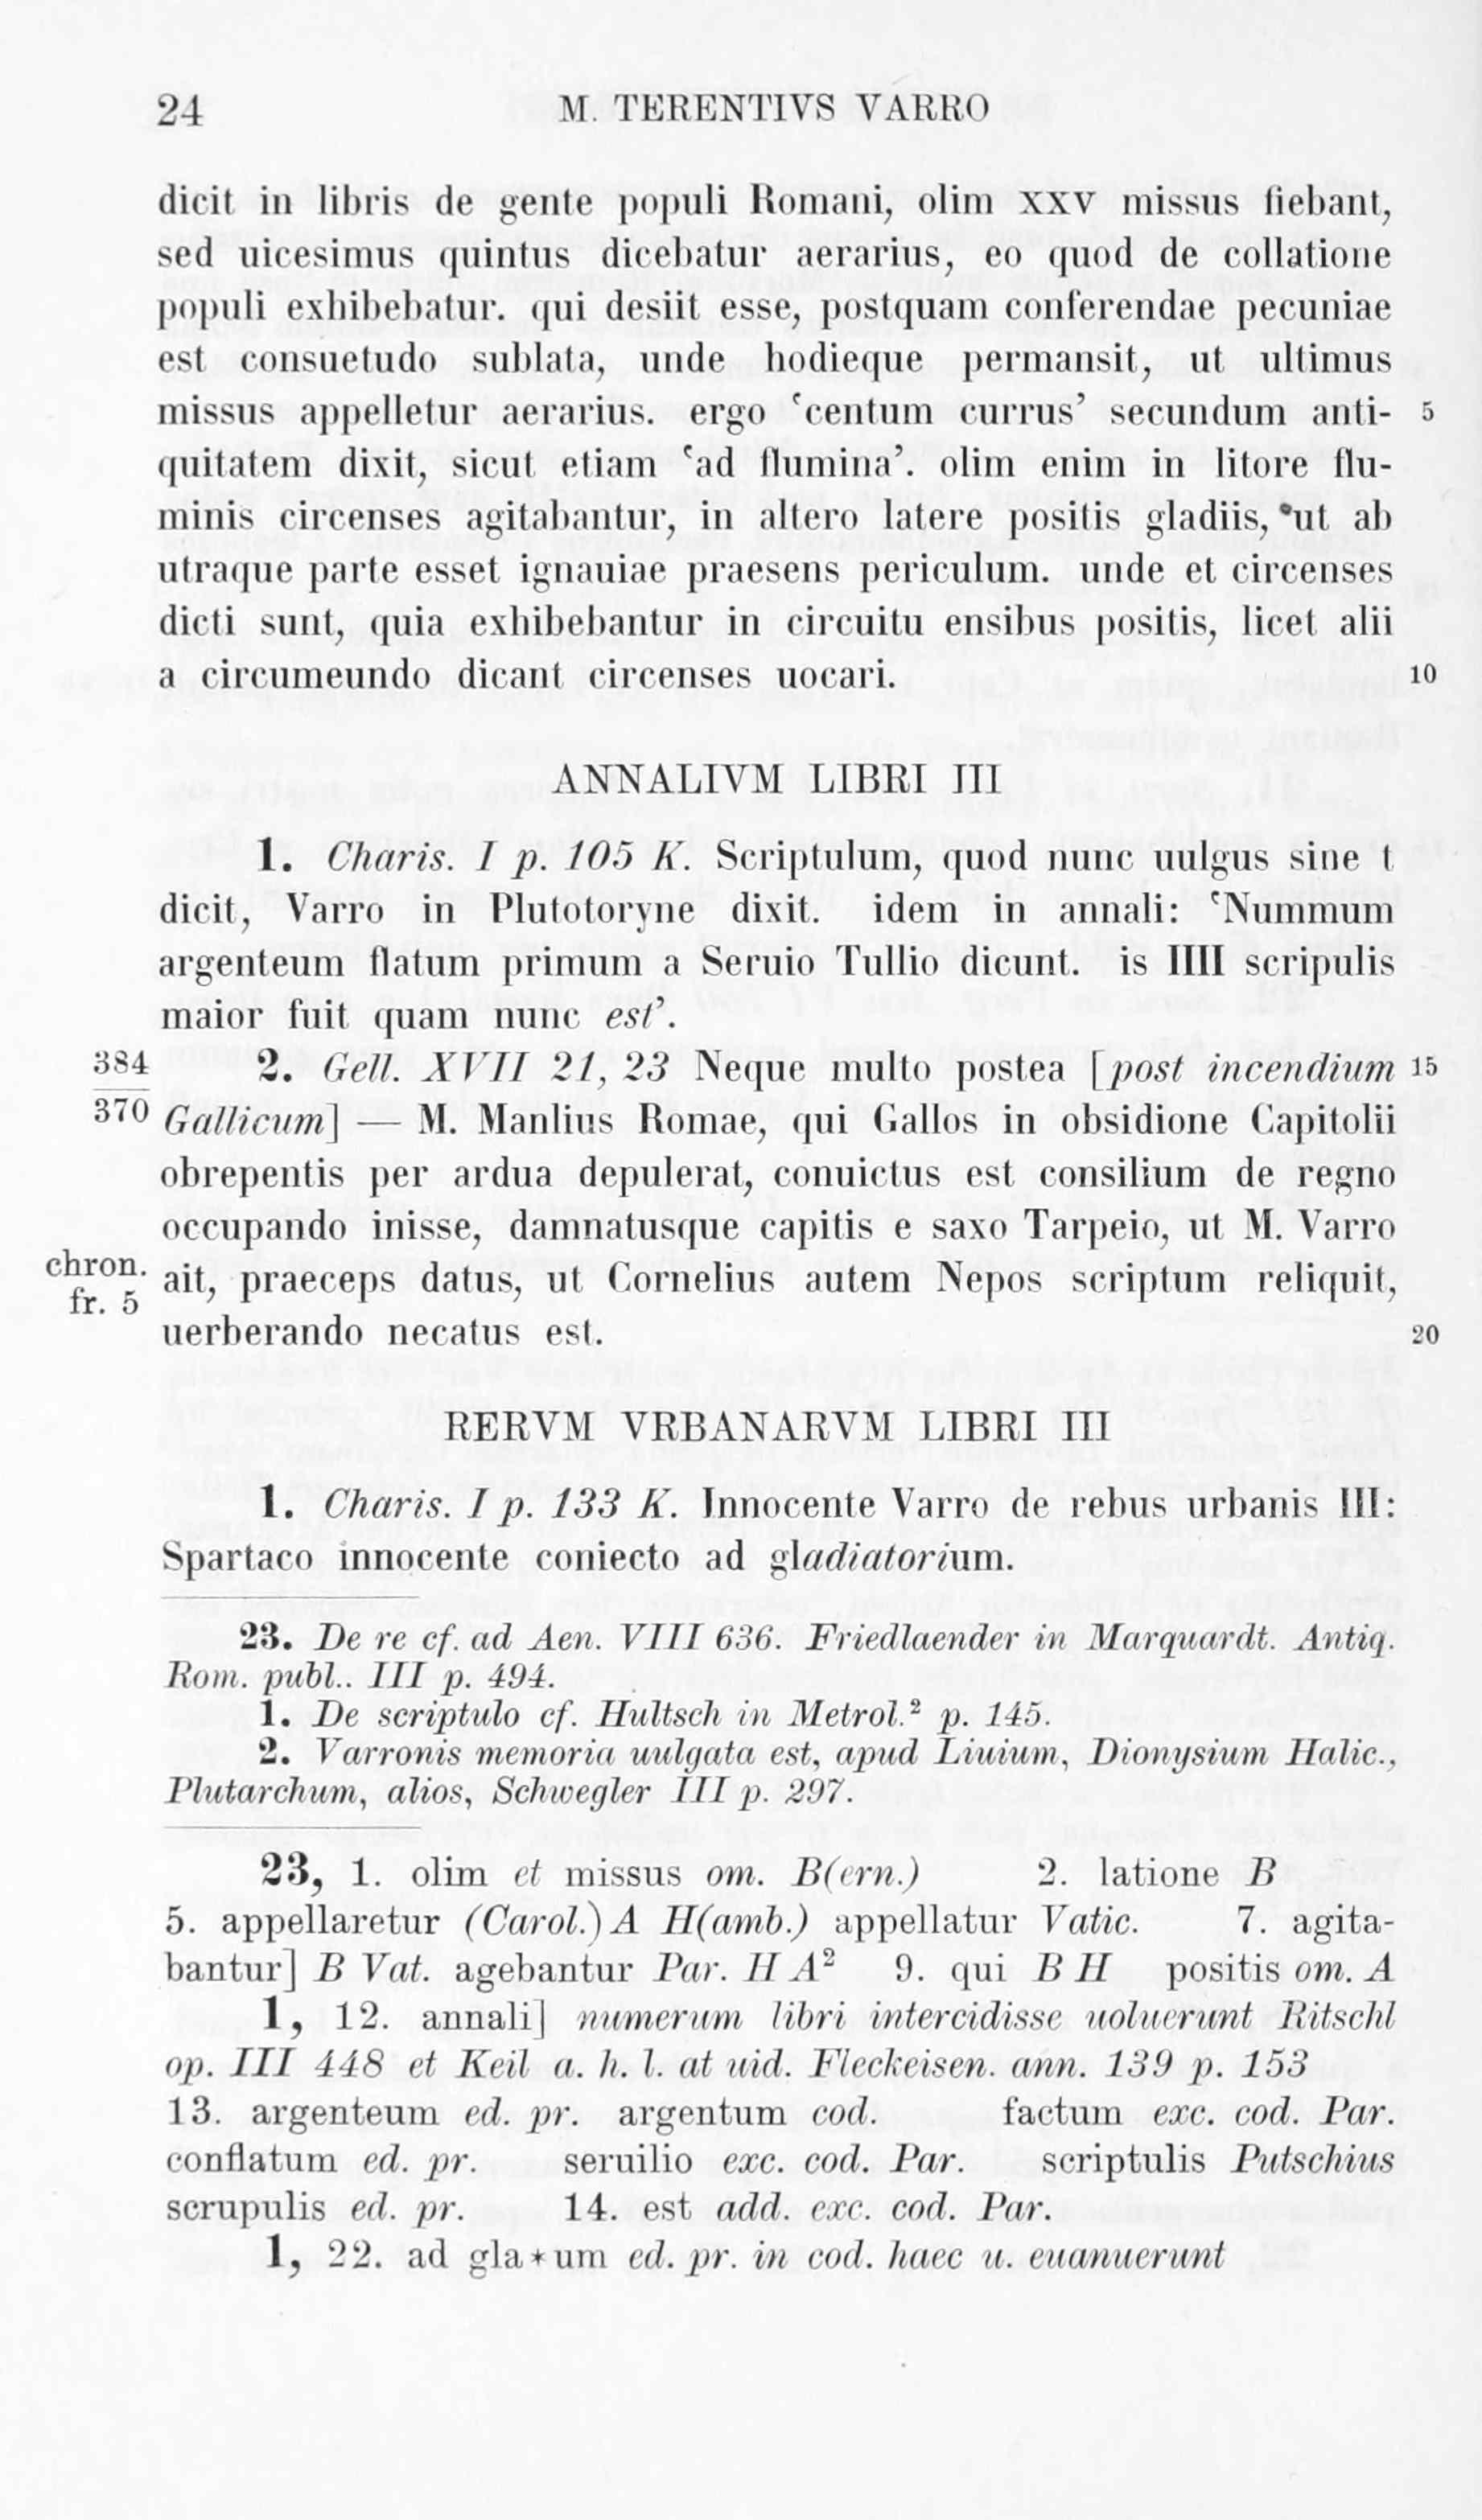 24 M. TERENTIVS VARRO
dicit in libris de gente populi Romani, olim XXV missus fiebant,
sed uicesimus quintus dicebatur aerarius, eo quod de collatione
populi exhibebatur. qui desiit esse, postquam conferendae pecuniae
est consuetudo sublata, unde hodieque permansit, ut ultimus
missus appelletur aerarius. ergo ‘centum currus’ secundum anti- 5
quitatem dixit, sicut etiam ‘ad flumina’. olim enim in litore flu-
minis circenses agitabantur, in altero latere positis gladiis, ut ab
utraque parte esset ignauiae praesens periculum. unde et circenses
dicti sunt, quia exhibebantur in circuitu ensibus positis, licet alii
a circumeundo dicant circenses uocari. 10
ANNALIVM LIBRI III
1. Charis. I p. 105 K. Scriptulum, quod nunc uulgus sine t
dicit, Varro in Plutotoryne dixit. idem in annali: ‘Nummum
argenteum flatum primum a Seruio Tullio dicunt. is IIII scripulis
maior fuit quam nunc est’.
384 2. Gell. XVII 21, 23 Neque multo postea [post incendium 15
370 Gallicum] — M. Manlius Romae, qui Gallos in obsidione Capitolii
obrepentis per ardua depulerat, conuictus est consilium de regno
occupando inisse, damnatusque capitis e saxo Tarpeio, ut M. Varro
chron. ait, praeceps datus, ut Cornelius autem Nepos scriptum reliquit,
fr. 5
uerberando necatus est. 20
RERVM VRBANARVM LIBRI III
1. Charis. I p. 133 K. Innocente Varro de rebus urbanis III:
Spartaco innocente coniecto ad gladiatorium.
23. De re cf. ad Aen. VIII 636. Friedlaender in Marquardt. Antiq.
Rom. publ.. III p. 494.
1. De scriptulo cf. Hultsch in Metrol.² p. 145.
2. Varronis memoria uulgata est, apud Liuium, Dionysium Halic.,
Plutarchum, alios, Schwegler III p. 297.
23, 1. olim et missus om. B(ern.) 2. latione B
5. appellaretur (Carol.) A H(amb.) appellatur Vatic. 7. agita-
bantur] B Vat. agebantur Par. H A² 9. qui B H positis om. A
1, 12. annali] numerum libri intercidisse uoluerunt Ritschl
op. III 448 et Keil a. h. l. at uid. Fleckeisen. ann. 139 p. 153
13. argenteum ed. pr. argentum cod. factum exc. cod. Par.
conflatum ed. pr. seruilio exc. cod. Par. scriptulis Putschius
scrupulis ed. pr. 14. est add. exc. cod. Par.
1, 22. ad gla*um ed. pr. in cod. haec u. euanuerunt